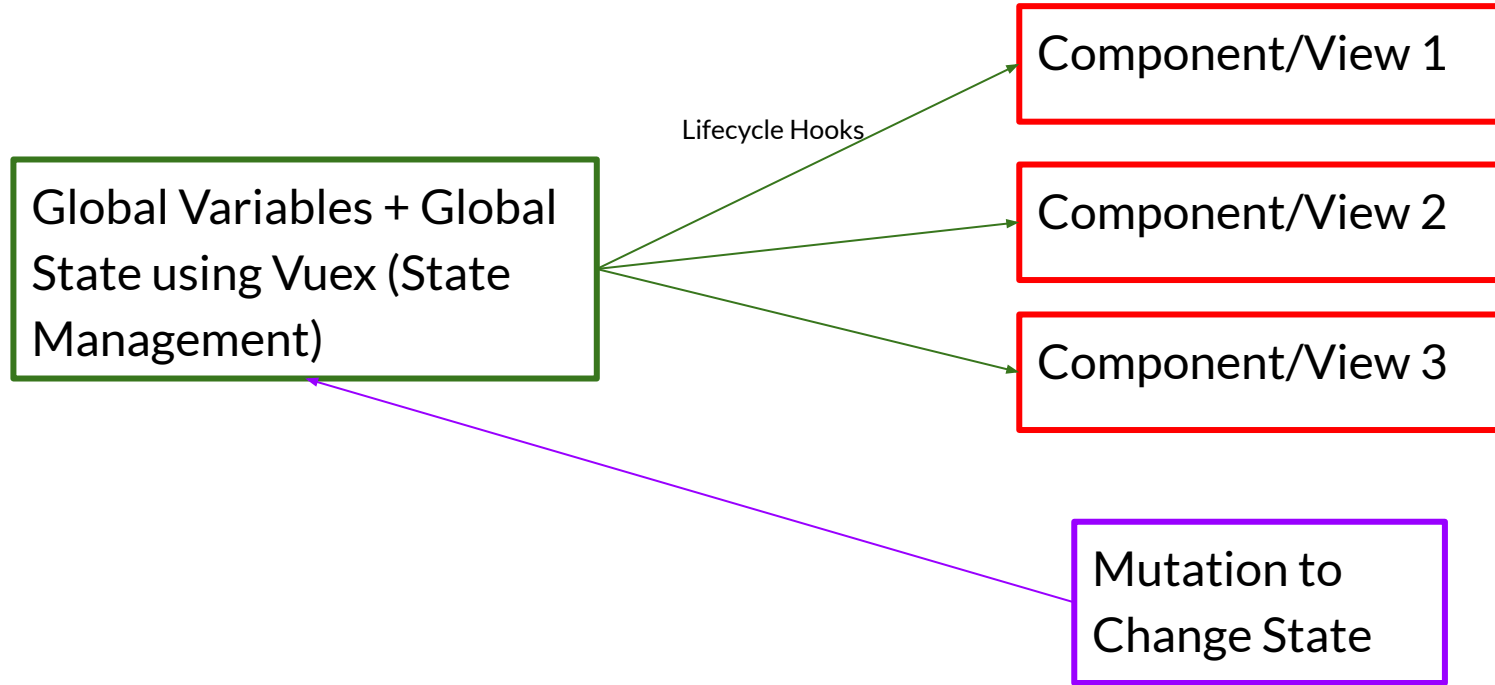 Component/View 1
Lifecycle Hooks
Global Variables + Global
State using Vuex (State
Management)
Component/View 2
Component/View 3
Mutation to
Change State